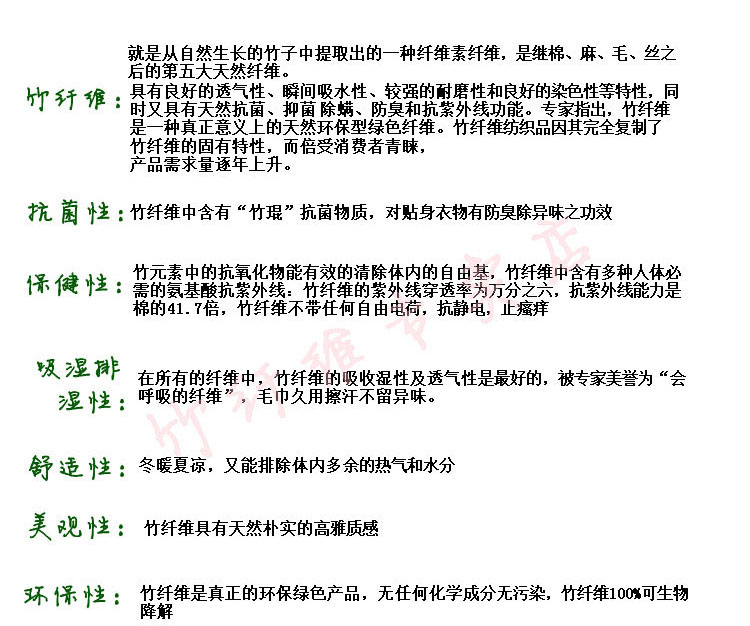 就是从自然生长的竹子中提取出的一种纤维素纤维，是继棉、麻、毛、丝之
后的第五大天然纤维。
竹纤维：具有良好的透气性、瞬间吸水性、较强的耐磨性和良好的染色性等特性，同
时又具有天然抗菌、抑菌 除螨、防臭和抗紫外线功能。专家指出，竹纤维
是一种真正意义上的天然环保型绿色纤维。竹纤维纺织品因其完全复制了
竹纤维的固有特性，而倍受消费者青睐，
产品需求量逐年上升。
抗菌性：竹纤维中含有“竹琨”抗菌物质，对贴身衣物有防臭除异味之功效
保健性：竹元素中的抗氧化物能有效的清除体内的自由基，竹纤维中含有多种人体必
需的氨基酸抗紫外线：竹纤维的紫外线穿透率为万分之六，抗紫外线能力是
棉的41.7倍，竹纤维不带任何自由电荷，抗静电，止瘙痒
吸湿排
湿性：在所有的纤维中，竹纤维的吸收湿性及透气性是最好的，被专家美誉为“会
呼吸的纤维”，毛巾久用擦汗不留异味。
舒适性：冬暖夏谅，又能排除体内多余的热气和水分
美观性：竹纤维具有天然朴实的高雅质感
环保性：竹纤维是真正的环保绿色产品，无任何化学成分无污染，竹纤维100%可生物
降解
竹纤维专卖店